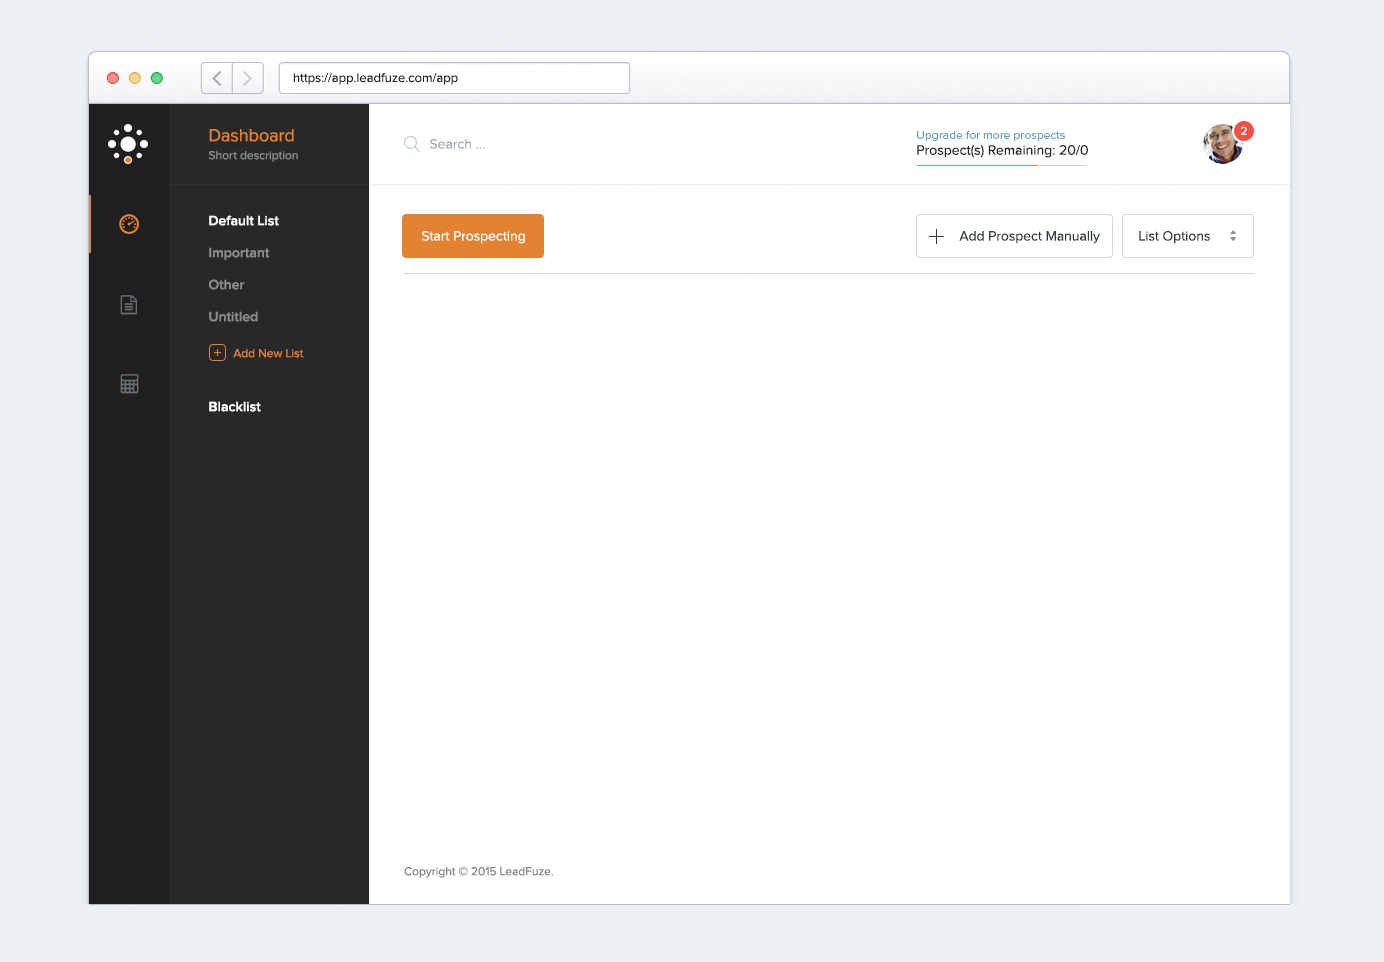 https://app.leadfuze.com/app
Dashboard
Short description
Search ...
Upgrade for more prospects
Prospect(s) Remaining: 20/0
2
Default List
Important
Other
Untitled
Add New List
Blacklist
Start Prospecting
Add Prospect Manually
List Options
Copyright © 2015 LeadFuze.